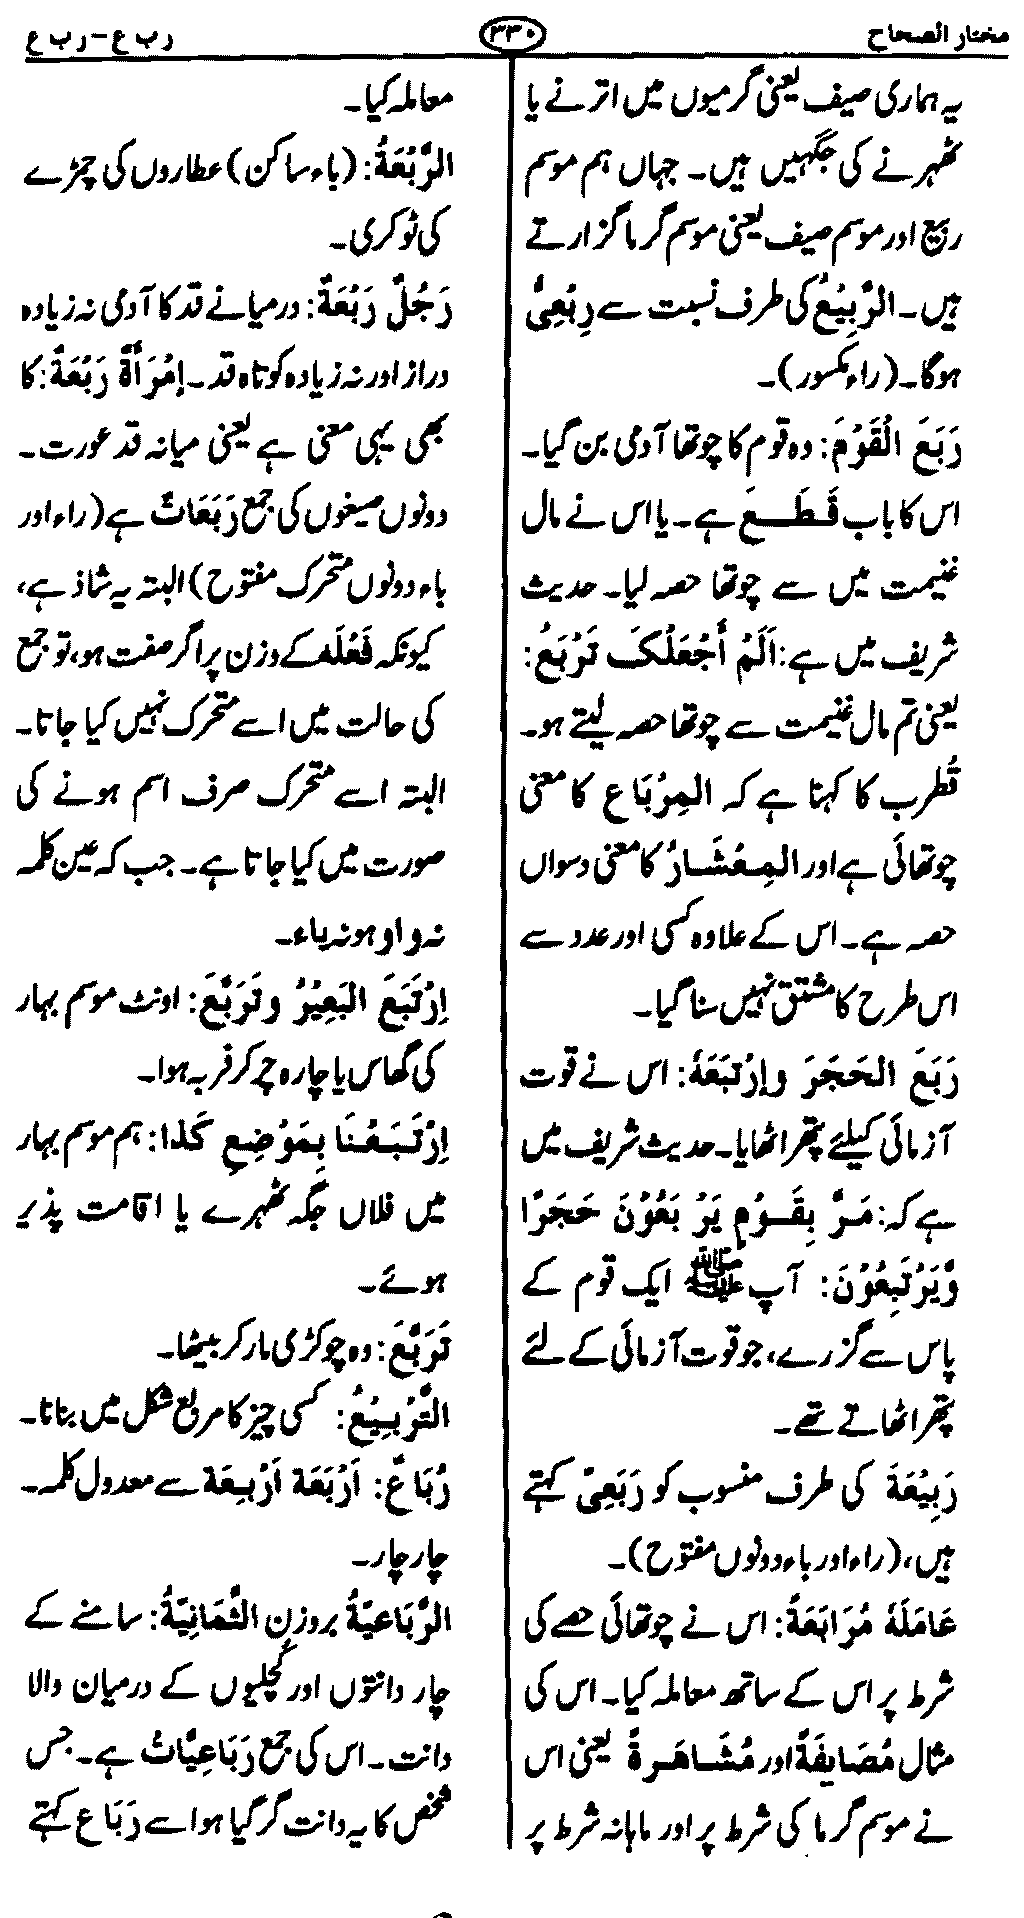 مختار الصحاح
۳۳۰
ر ب ع – ر ب ع
یہ ہماری صیف یعنی گرمیوں میں اترنے یا
ٹھہرنے کی جگہیں ہیں۔ جہاں ہم موسم
ربیع اور موسم صیف یعنی موسم گرما گزارتے
ہیں۔ الرَّبِیْعُ کی طرف نسبت سے رِبْعِیٌّ
ہوگا۔ (راء مکسور)۔
رَبَعَ الْقَوْمَ: وہ قوم کا چوتھا آدمی بن گیا۔
اس کا باب قَطَعَ ہے۔ یا اس نے مال
غنیمت میں سے چوتھا حصہ لیا۔ حدیث
شریف میں ہے: اَلَمْ أَجْعَلْکَ تَرْبَعُ:
یعنی تم مال غنیمت سے چوتھا حصہ لیتے ہو۔
قُطرب کا کہنا ہے کہ المِرْبَاع کا معنی
چوتھائی ہے اور المِعْشَارُ کا معنی دسواں
حصہ ہے۔ اس کے علاوہ کسی اور عدد سے
اس طرح کا مشتق نہیں سنا گیا۔
رَبَعَ الحَجَرَ وإرْتَبَعَهُ: اس نے قوت
آزمائی کیلئے پتھر اٹھایا۔ حدیث شریف میں
ہے کہ: مَرَّ بِقَوْمٍ یَرْ بَعُوْنَ حَجَرًا
وَّیَرْتَبِعُوْنَ: آپ ﷺ ایک قوم کے
پاس سے گزرے، جو قوت آزمائی کے لئے
پتھر اٹھاتے تھے۔
رَبِیْعَةَ کی طرف منسوب کو رَبَعِیٌّ کہتے
ہیں، (راء اور باء دونوں مفتوح)۔
عَامَلَهُ مُرَابَعَةً: اس نے چوتھائی حصے کی
شرط پر اس کے ساتھ معاملہ کیا۔ اس کی
مثال مُصَایفَةً اور مُشَاهَرةً یعنی اس
نے موسم گرما کی شرط پر اور ماہانہ شرط پر
معاملہ کیا۔
الرَّبْعَةُ: (باء ساکن) عطاروں کی چمڑے
کی ٹوکری۔
رَجُلٌ رَبْعَةٌ: درمیانے قد کا آدمی نہ زیادہ
دراز اور نہ زیادہ کوتاہ قد۔ إمْرَأَةٌ رَبْعَةٌ: کا
بھی یہی معنی ہے یعنی میانہ قد عورت۔
دونوں صیغوں کی جمع رَبَعَاتٌ ہے (راء اور
باء دونوں متحرک مفتوح) البتہ یہ شاذ ہے،
کیونکہ فَعْلَه کے وزن پر اگر صفت ہو، تو جمع
کی حالت میں اسے متحرک نہیں کیا جاتا۔
البتہ اسے متحرک صرف اسم ہونے کی
صورت میں کیا جاتا ہے۔ جب کہ عین کلمہ
نہ واو ہو نہ یاء۔
اِرْتَبَعَ البَعِیْرُ وتَرَبَّعَ: اونٹ موسم بہار
کی گھاس یا چارہ چر کر فربہ ہوا۔
اِرْتَبَعْنَا بِمَوْضِعِ کَذا: ہم موسم بہار
میں فلاں جگہ ٹھہرے یا اقامت پذیر
ہوئے۔
تَرَبَّعَ: وہ چوکڑی مار کر بیٹھا۔
التَّرْبِیْعُ: کسی چیز کا مربع شکل میں بنانا۔
رُبَاعٌ: اَرْبَعَة اَرْبعَة سے معدول کلمہ۔
چار چار۔
الرَّبَاعیَةُ بروزن الثَّمَانِیَةُ: سامنے کے
چار دانتوں اور کچلیوں کے درمیان والا
دانت۔ اس کی جمع رَبَاعِیَّاتٌ ہے۔ جس
شخص کا یہ دانت گر گیا ہو اسے رَبَاع کہتے